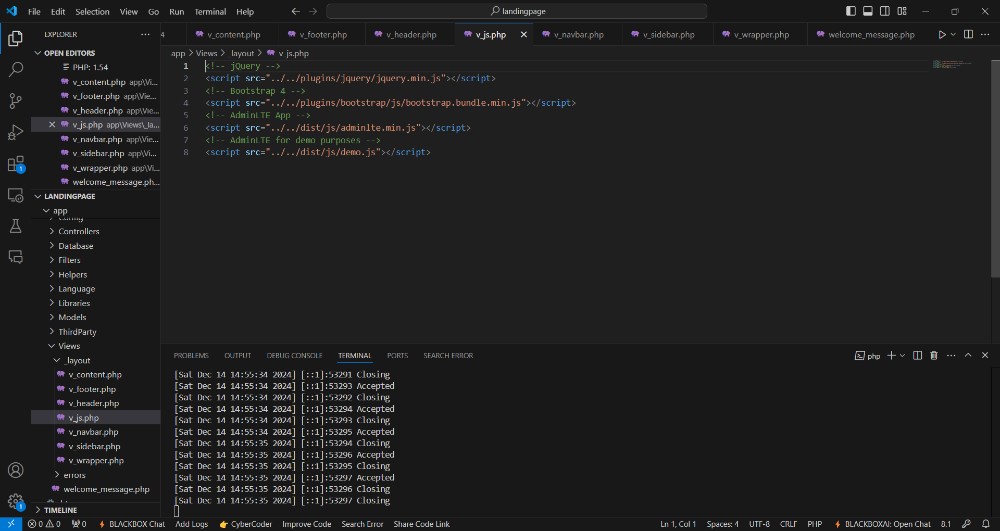 File Edit Selection View Go Run Terminal Help
landingpage
EXPLORER
4 v_content.php v_footer.php v_header.php v_js.php v_navbar.php v_sidebar.php v_wrapper.php welcome_message.php
OPEN EDITORS
PHP: 1.54
v_content.php app\Vi...
v_footer.php app\Vie...
v_header.php app\Vie...
v_js.php app\Views\_la...
v_navbar.php app\Vie...
v_sidebar.php app\Vi...
v_wrapper.php app\Vi...
welcome_message.ph...
LANDINGPAGE
app
Config
Controllers
Database
Filters
Helpers
Language
Libraries
Models
ThirdParty
Views
_layout
v_content.php
v_footer.php
v_header.php
v_js.php
v_navbar.php
v_sidebar.php
v_wrapper.php
errors
welcome_message.php
TIMELINE
1
1
app > Views > _layout > v_js.php
1 <!-- jQuery -->
2 <script src="../../plugins/jquery/jquery.min.js"></script>
3 <!-- Bootstrap 4 -->
4 <script src="../../plugins/bootstrap/js/bootstrap.bundle.min.js"></script>
5 <!-- AdminLTE App -->
6 <script src="../../dist/js/adminlte.min.js"></script>
7 <!-- AdminLTE for demo purposes -->
8 <script src="../../dist/js/demo.js"></script>
PROBLEMS OUTPUT DEBUG CONSOLE TERMINAL PORTS SEARCH ERROR
php
[Sat Dec 14 14:55:34 2024] [::1]:53291 Closing
[Sat Dec 14 14:55:34 2024] [::1]:53293 Accepted
[Sat Dec 14 14:55:34 2024] [::1]:53292 Closing
[Sat Dec 14 14:55:34 2024] [::1]:53294 Accepted
[Sat Dec 14 14:55:34 2024] [::1]:53293 Closing
[Sat Dec 14 14:55:34 2024] [::1]:53295 Accepted
[Sat Dec 14 14:55:35 2024] [::1]:53294 Closing
[Sat Dec 14 14:55:35 2024] [::1]:53296 Accepted
[Sat Dec 14 14:55:35 2024] [::1]:53295 Closing
[Sat Dec 14 14:55:35 2024] [::1]:53297 Accepted
[Sat Dec 14 14:55:35 2024] [::1]:53296 Closing
[Sat Dec 14 14:55:35 2024] [::1]:53297 Closing
0 0 0 BLACKBOX Chat Add Logs CyberCoder Improve Code Search Error Share Code Link Ln 1, Col 1 Spaces: 4 UTF-8 CRLF PHP BLACKBOXAI: Open Chat 8.1